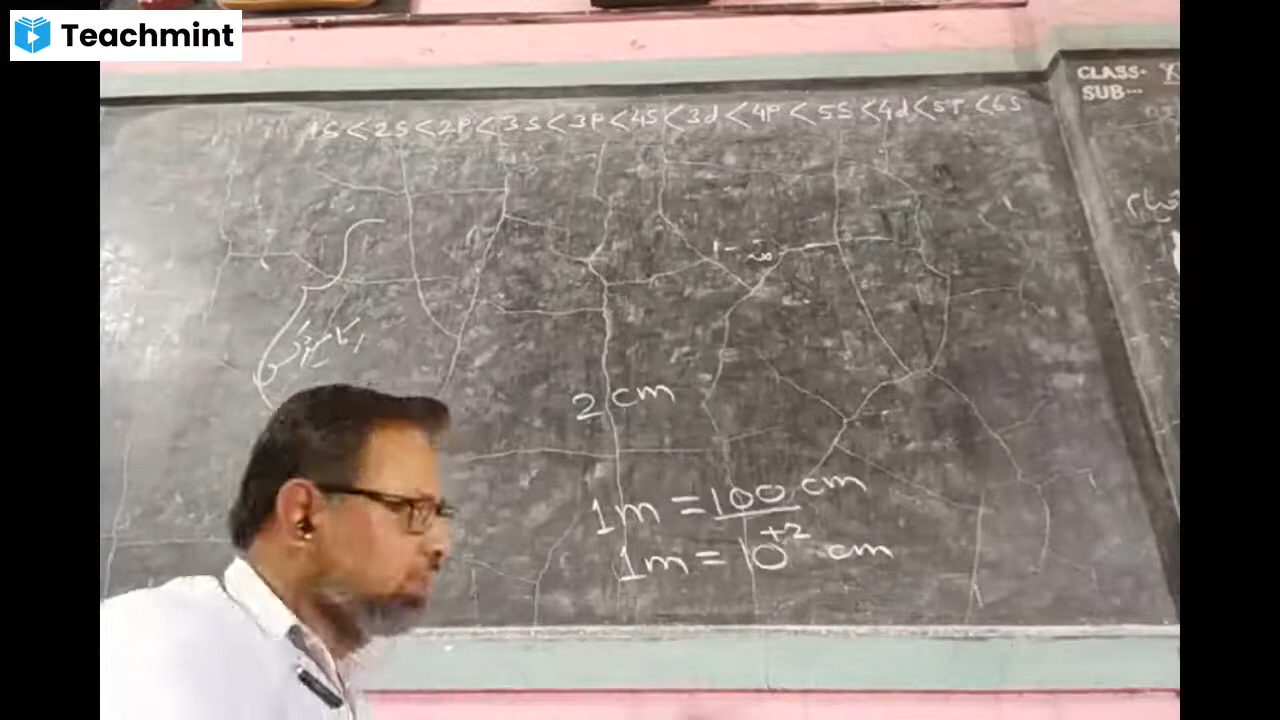 Teachmint
CLASS-
SUB---
1S < 2S < 2P < 3S < 3P < 4S < 3d < 4P < 5S < 4d < 5P < 6S
2 cm
1m = 100 cm
1m = 10+2 cm